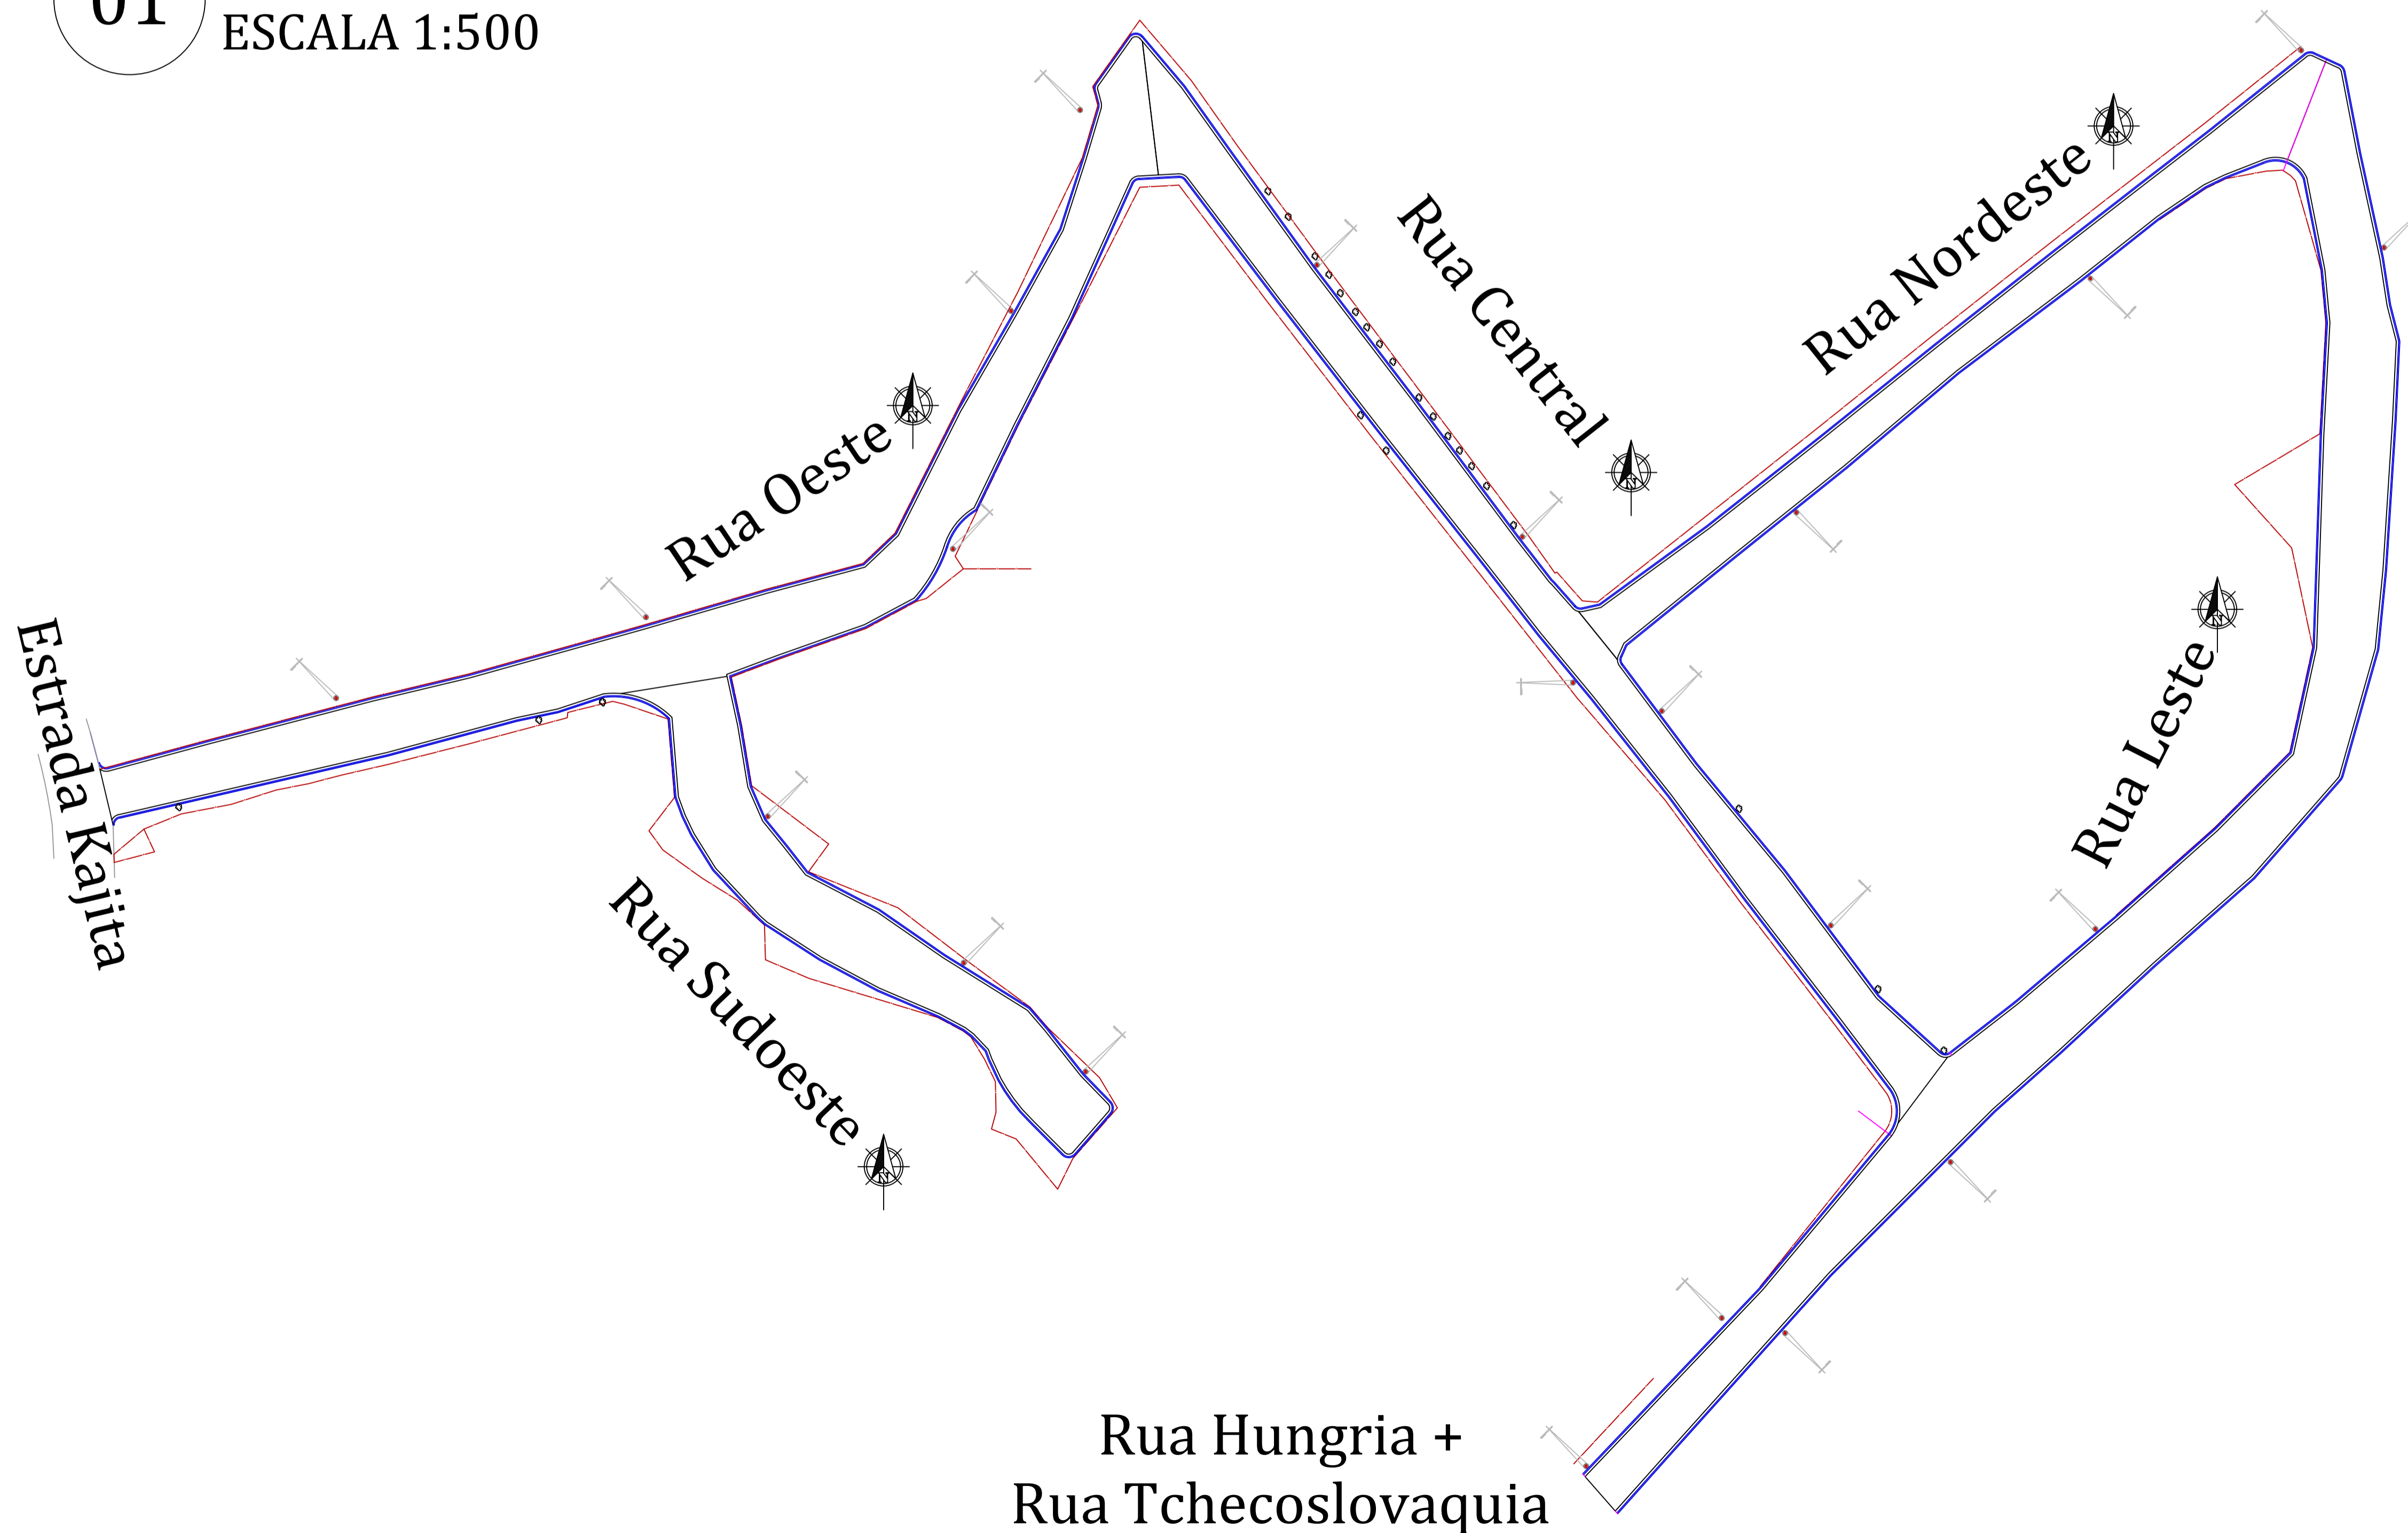 01
ESCALA 1:500
Rua Central
Rua Nordeste
Rua Oeste
Estrada Kajita
Rua Leste
Rua Sudoeste
Rua Hungria +
Rua Tchecoslovaquia
N
N
N
N
N